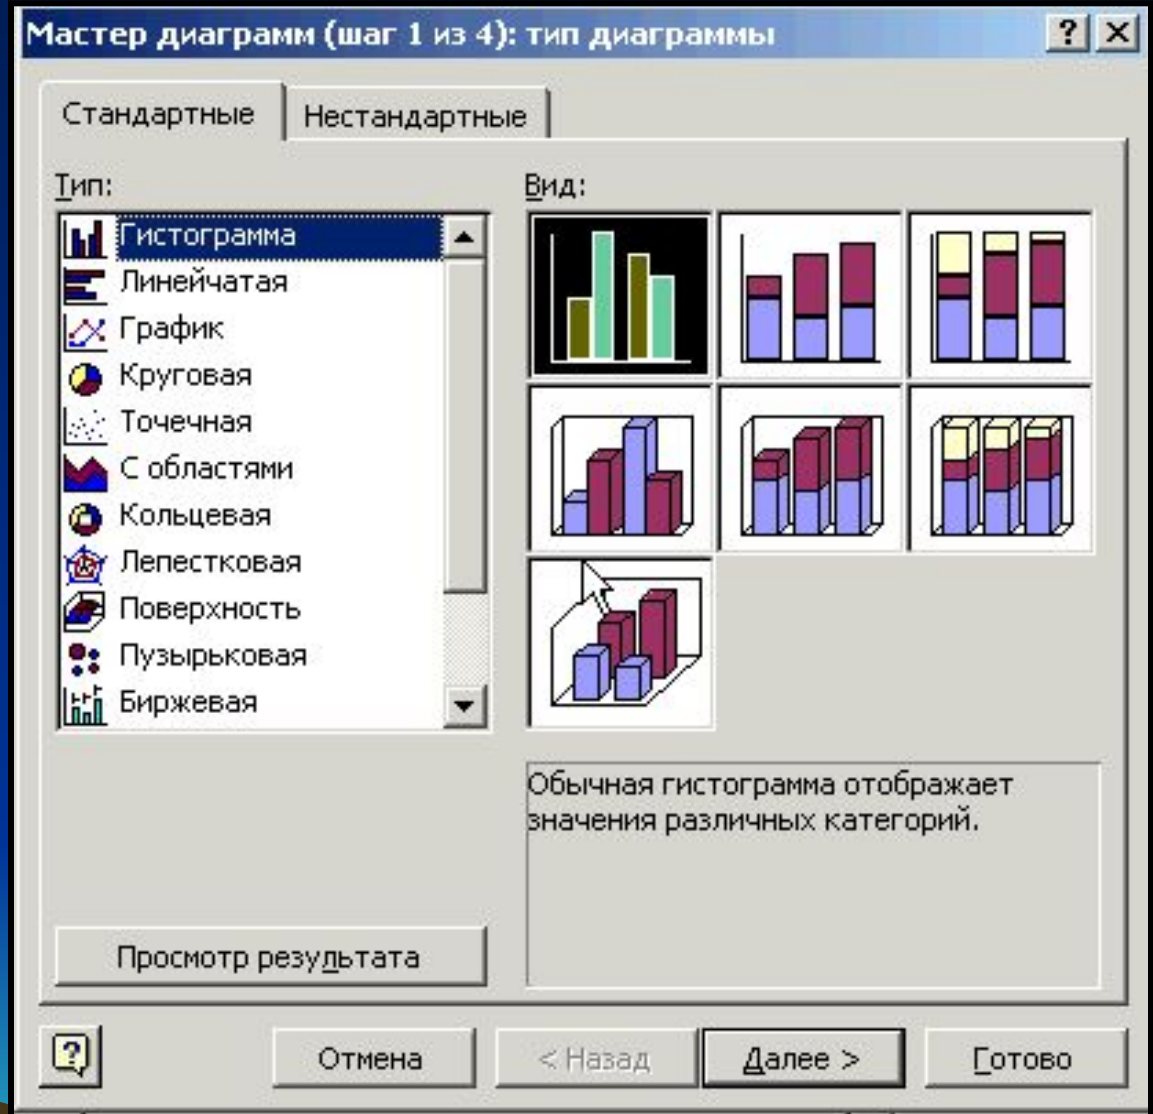 Мастер диаграмм (шаг 1 из 4): тип диаграммы
Стандартные
Нестандартные
Тип:
Гистограмма
Линейчатая
График
Круговая
Точечная
С областями
Кольцевая
Лепестковая
Поверхность
Пузырьковая
Биржевая
Вид:
Обычная гистограмма отображает
значения различных категорий.
Просмотр результата
Отмена
< Назад
Далее >
Готово